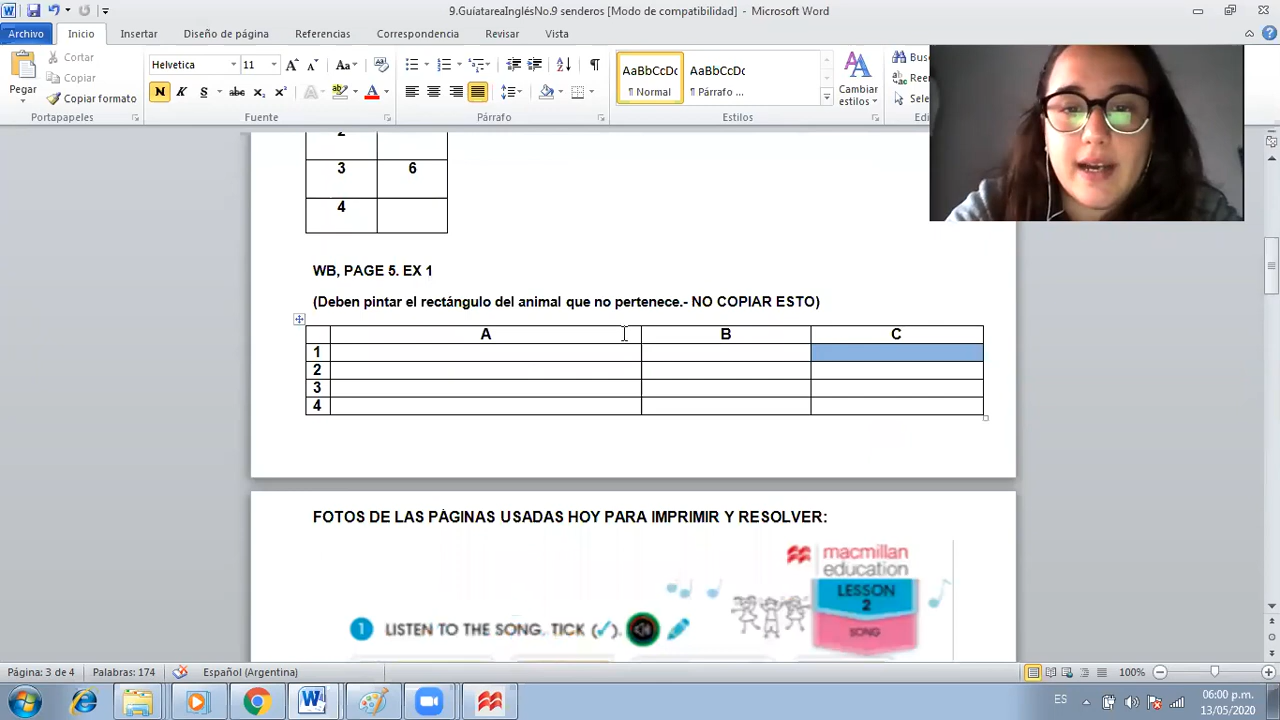 9.GuiatareaInglésNo.9 senderos [Modo de compatibilidad] - Microsoft Word
Archivo Inicio Insertar Diseño de página Referencias Correspondencia Revisar Vista
Pegar
Cortar
Copiar
Copiar formato
Portapapeles
Helvetica 11
N K S abc x₂ x² A
Fuente
Párrafo
AaBbCcDc AaBbCcDc
¶ Normal ¶ Párrafo ...
Cambiar estilos
Estilos
2
3 6
4
WB, PAGE 5. EX 1
(Deben pintar el rectángulo del animal que no pertenece.- NO COPIAR ESTO)
A B C
1
2
3
4
FOTOS DE LAS PÁGINAS USADAS HOY PARA IMPRIMIR Y RESOLVER:
macmillan
education
LESSON
2
SONG
1 LISTEN TO THE SONG. TICK (✓).
Página: 3 de 4 Palabras: 174 Español (Argentina) 100%
ES 06:00 p.m.
13/05/2020